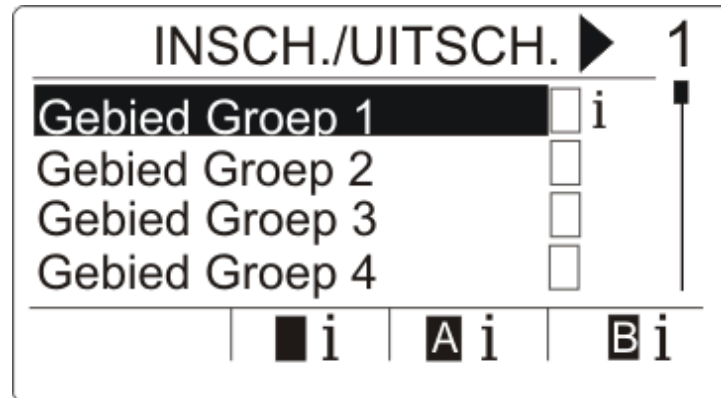 INSCH./UITSCH. ▶ 1
Gebied Groep 1 i
Gebied Groep 2
Gebied Groep 3
Gebied Groep 4
i A i B i